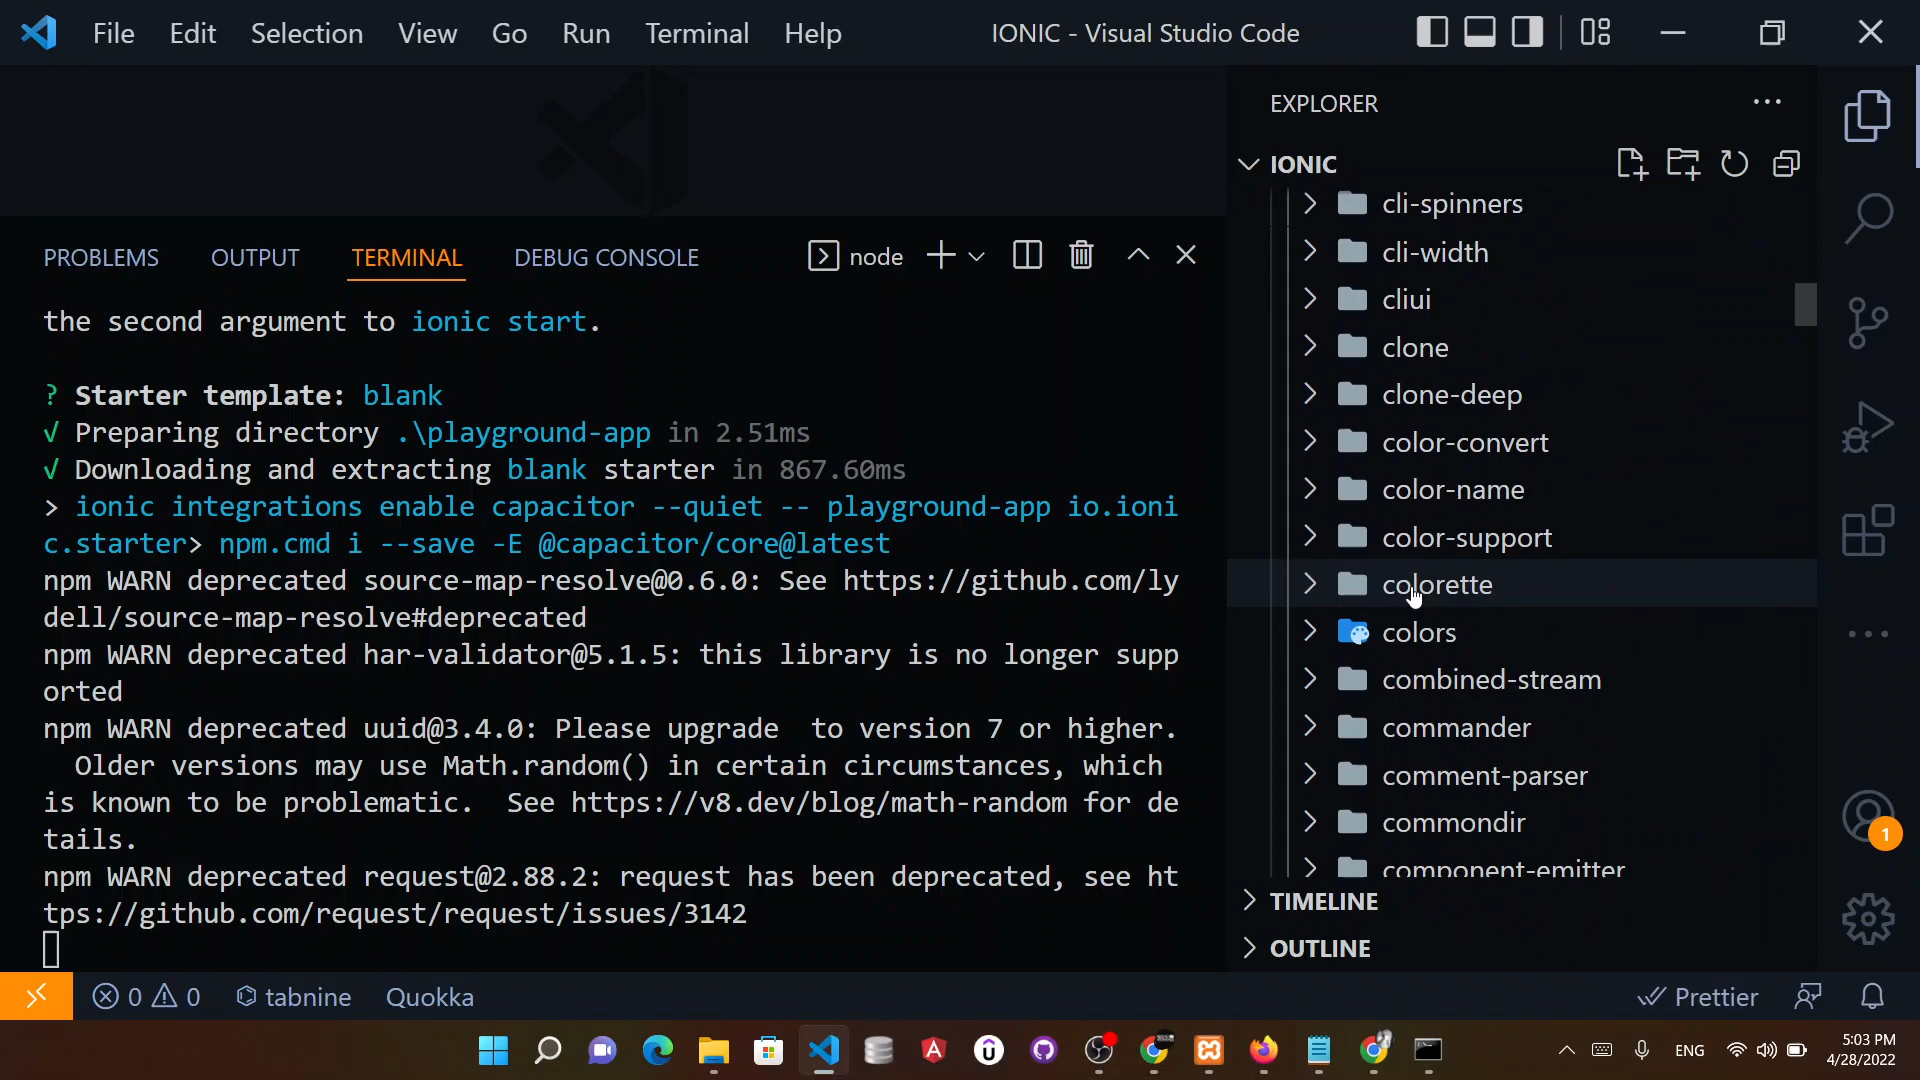 File Edit Selection View Go Run Terminal Help IONIC - Visual Studio Code
PROBLEMS OUTPUT TERMINAL DEBUG CONSOLE node
the second argument to ionic start.
? Starter template: blank
√ Preparing directory .\playground-app in 2.51ms
√ Downloading and extracting blank starter in 867.60ms
> ionic integrations enable capacitor --quiet -- playground-app io.ioni
c.starter> npm.cmd i --save -E @capacitor/core@latest
npm WARN deprecated source-map-resolve@0.6.0: See https://github.com/ly
dell/source-map-resolve#deprecated
npm WARN deprecated har-validator@5.1.5: this library is no longer supp
orted
npm WARN deprecated uuid@3.4.0: Please upgrade  to version 7 or higher.
  Older versions may use Math.random() in certain circumstances, which
is known to be problematic.  See https://v8.dev/blog/math-random for de
tails.
npm WARN deprecated request@2.88.2: request has been deprecated, see ht
tps://github.com/request/request/issues/3142
EXPLORER
IONIC
cli-spinners
cli-width
cliui
clone
clone-deep
color-convert
color-name
color-support
colorette
colors
combined-stream
commander
comment-parser
commondir
component-emitter
TIMELINE
OUTLINE
1
0 0 tabnine Quokka Prettier
ENG
5:03 PM
4/28/2022